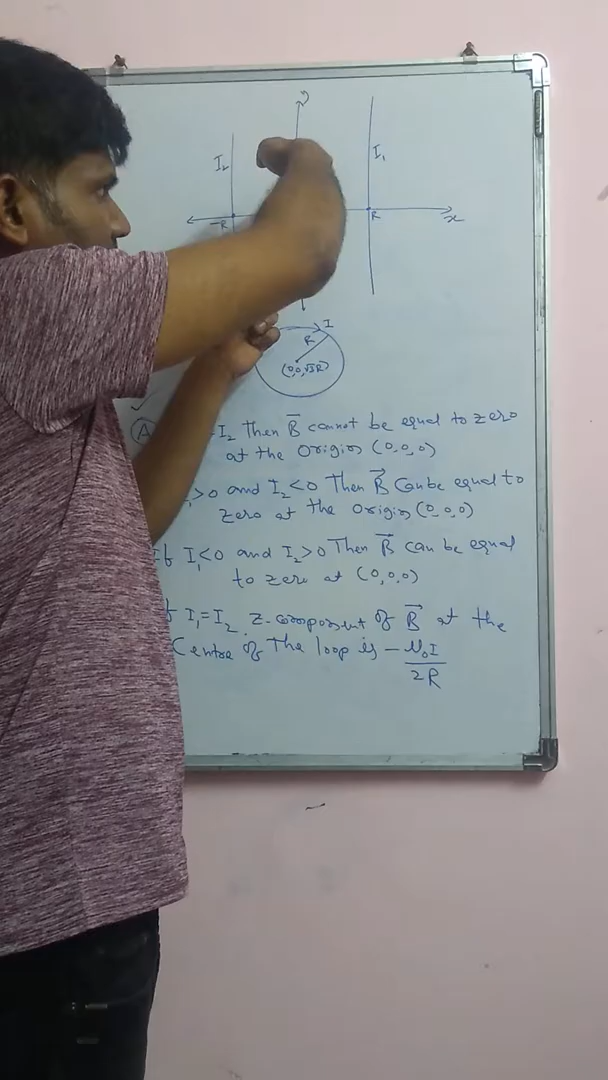 y
I₂
I₁
-R
R
x
I
R
(0,0,√3R)
A
I₂ Then B⃗ cannot be equal to zero
at the origin (0,0,0)
>0 and I₂<0 Then B⃗ Canbe equal to
zero at the origin (0,0,0)
If I₁<0 and I₂>0 Then B⃗ can be equal
to zero at (0,0,0)
I₁=I₂, z-component of B⃗ at the
Centre of The loop is -μ₀I
2R